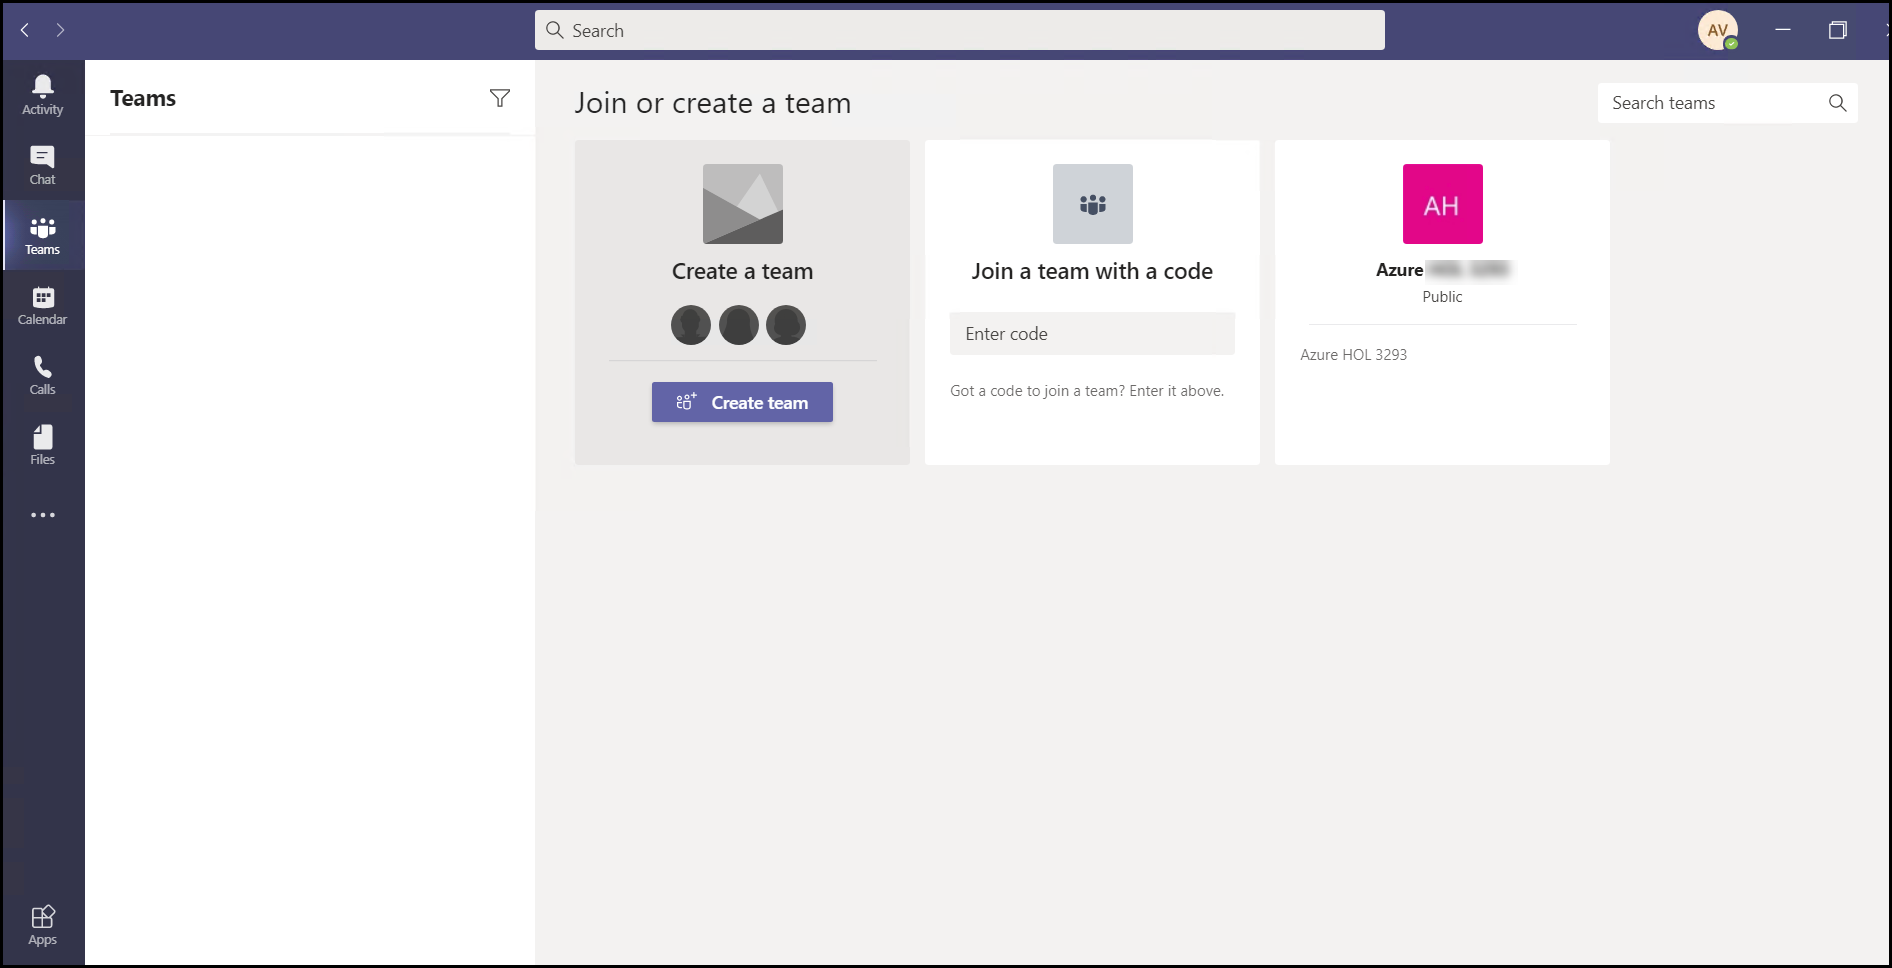 Search
AV
Activity
Chat
Teams
Calendar
Calls
Files
Apps
Teams
Join or create a team
Search teams
Create a team
Create team
Join a team with a code
Enter code
Got a code to join a team? Enter it above.
AH
Azure
Public
Azure HOL 3293